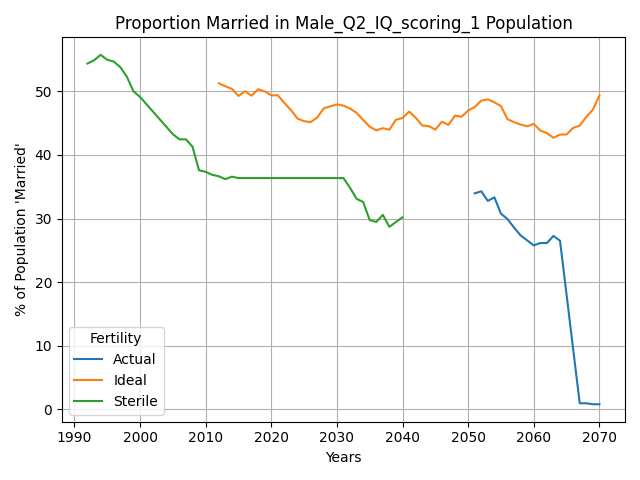 Proportion Married in Male_Q2_IQ_scoring_1 Population
% of Population 'Married'
50
40
30
20
10
0
Fertility
Actual
Ideal
Sterile
1990 2000 2010 2020 2030 2040 2050 2060 2070
Years